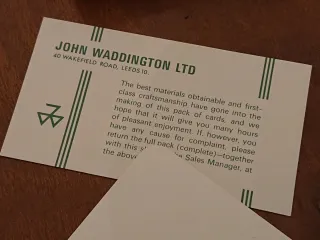 JOHN WADDINGTON LTD
40 WAKEFIELD ROAD, LEEDS 10.
The best materials obtainable and first-
class craftsmanship have gone into the
making of this pack of cards, and we
hope that it will give you many hours
of pleasant enjoyment. If, however, you
have any cause for complaint, please
return the full pack (complete)—together
with this Sales Manager, at
the above